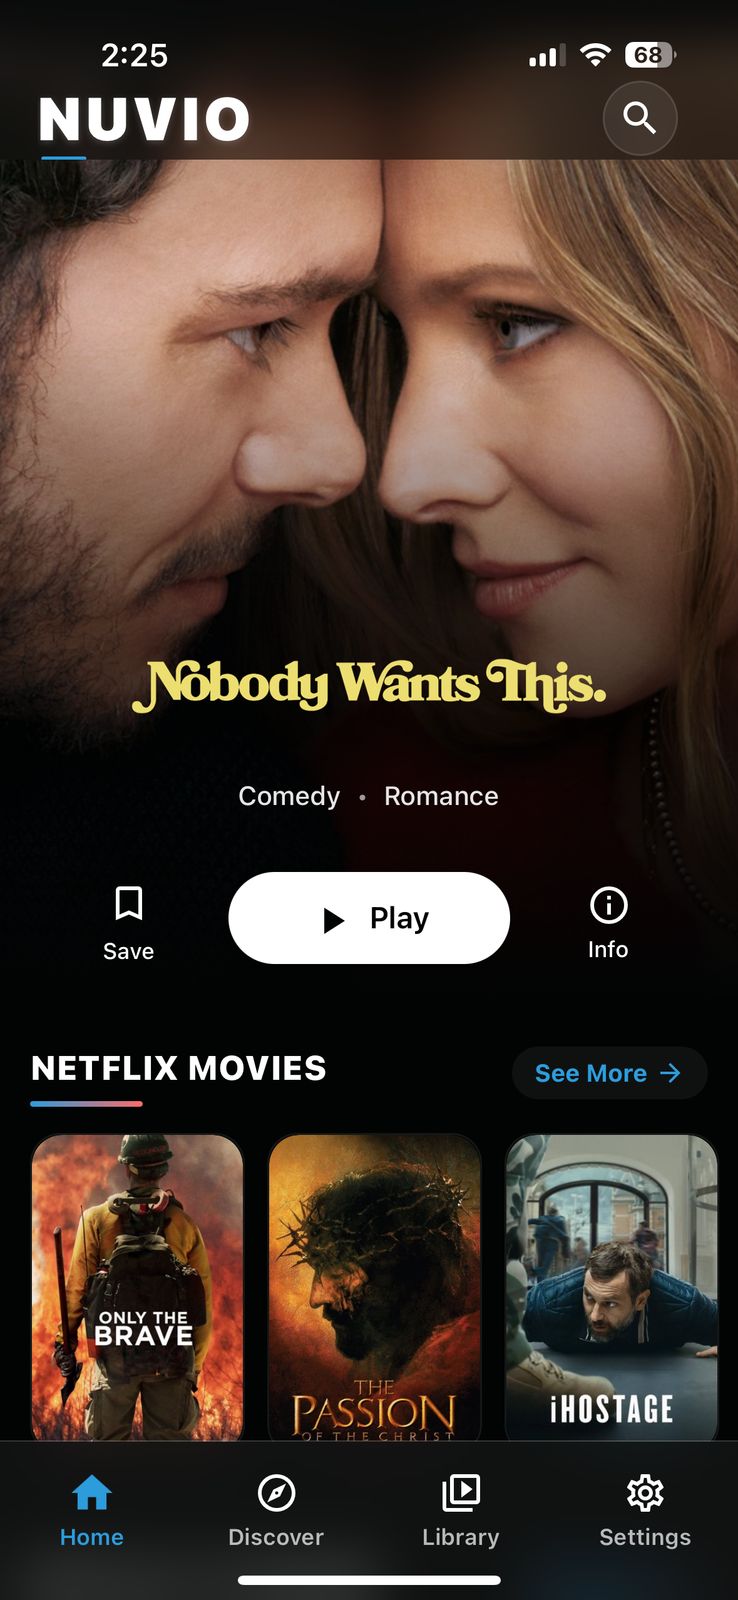 2:25
68
NUVIO
Nobody Wants This.
Comedy • Romance
Save
Play
Info
NETFLIX MOVIES
See More →
ONLY THE
BRAVE
THE
PASSION
OF THE CHRIST
iHOSTAGE
Home
Discover
Library
Settings